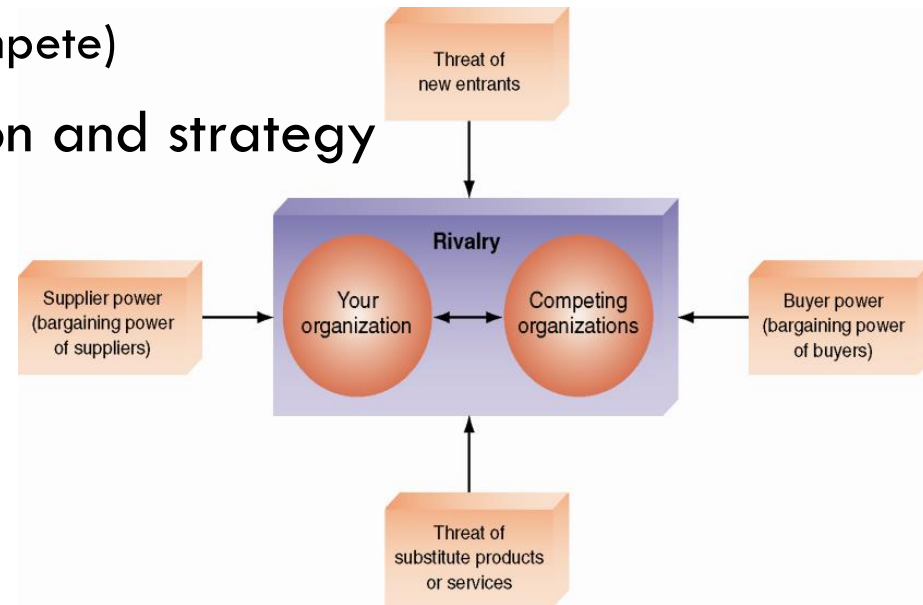 mpete)
on and strategy
Threat of
new entrants
Rivalry
Supplier power
(bargaining power
of suppliers)
Your
organization
Competing
organizations
Buyer power
(bargaining power
of buyers)
Threat of
substitute products
or services